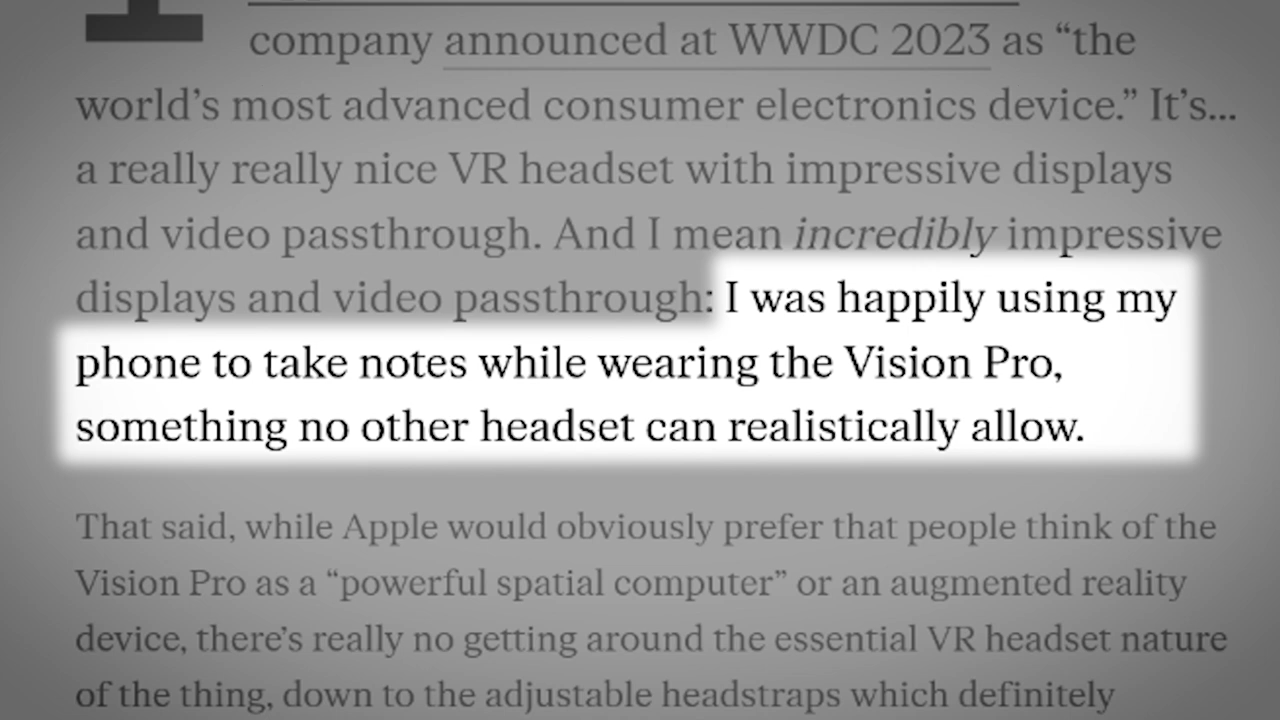 company announced at WWDC 2023 as “the
world’s most advanced consumer electronics device.” It’s...
a really really nice VR headset with impressive displays
and video passthrough. And I mean incredibly impressive
displays and video passthrough: I was happily using my
phone to take notes while wearing the Vision Pro,
something no other headset can realistically allow.
That said, while Apple would obviously prefer that people think of the
Vision Pro as a “powerful spatial computer” or an augmented reality
device, there’s really no getting around the essential VR headset nature
of the thing, down to the adjustable headstraps which definitely